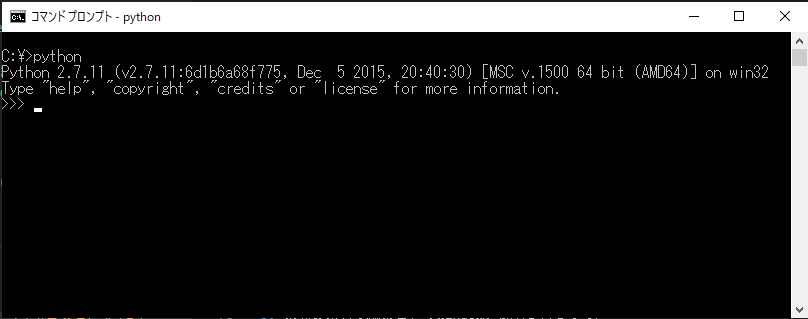 コマンド プロンプト - python
C:¥>python
Python 2.7.11 (v2.7.11:6d1b6a68f775, Dec  5 2015, 20:40:30) [MSC v.1500 64 bit (AMD64)] on win32
Type "help", "copyright", "credits" or "license" for more information.
>>>